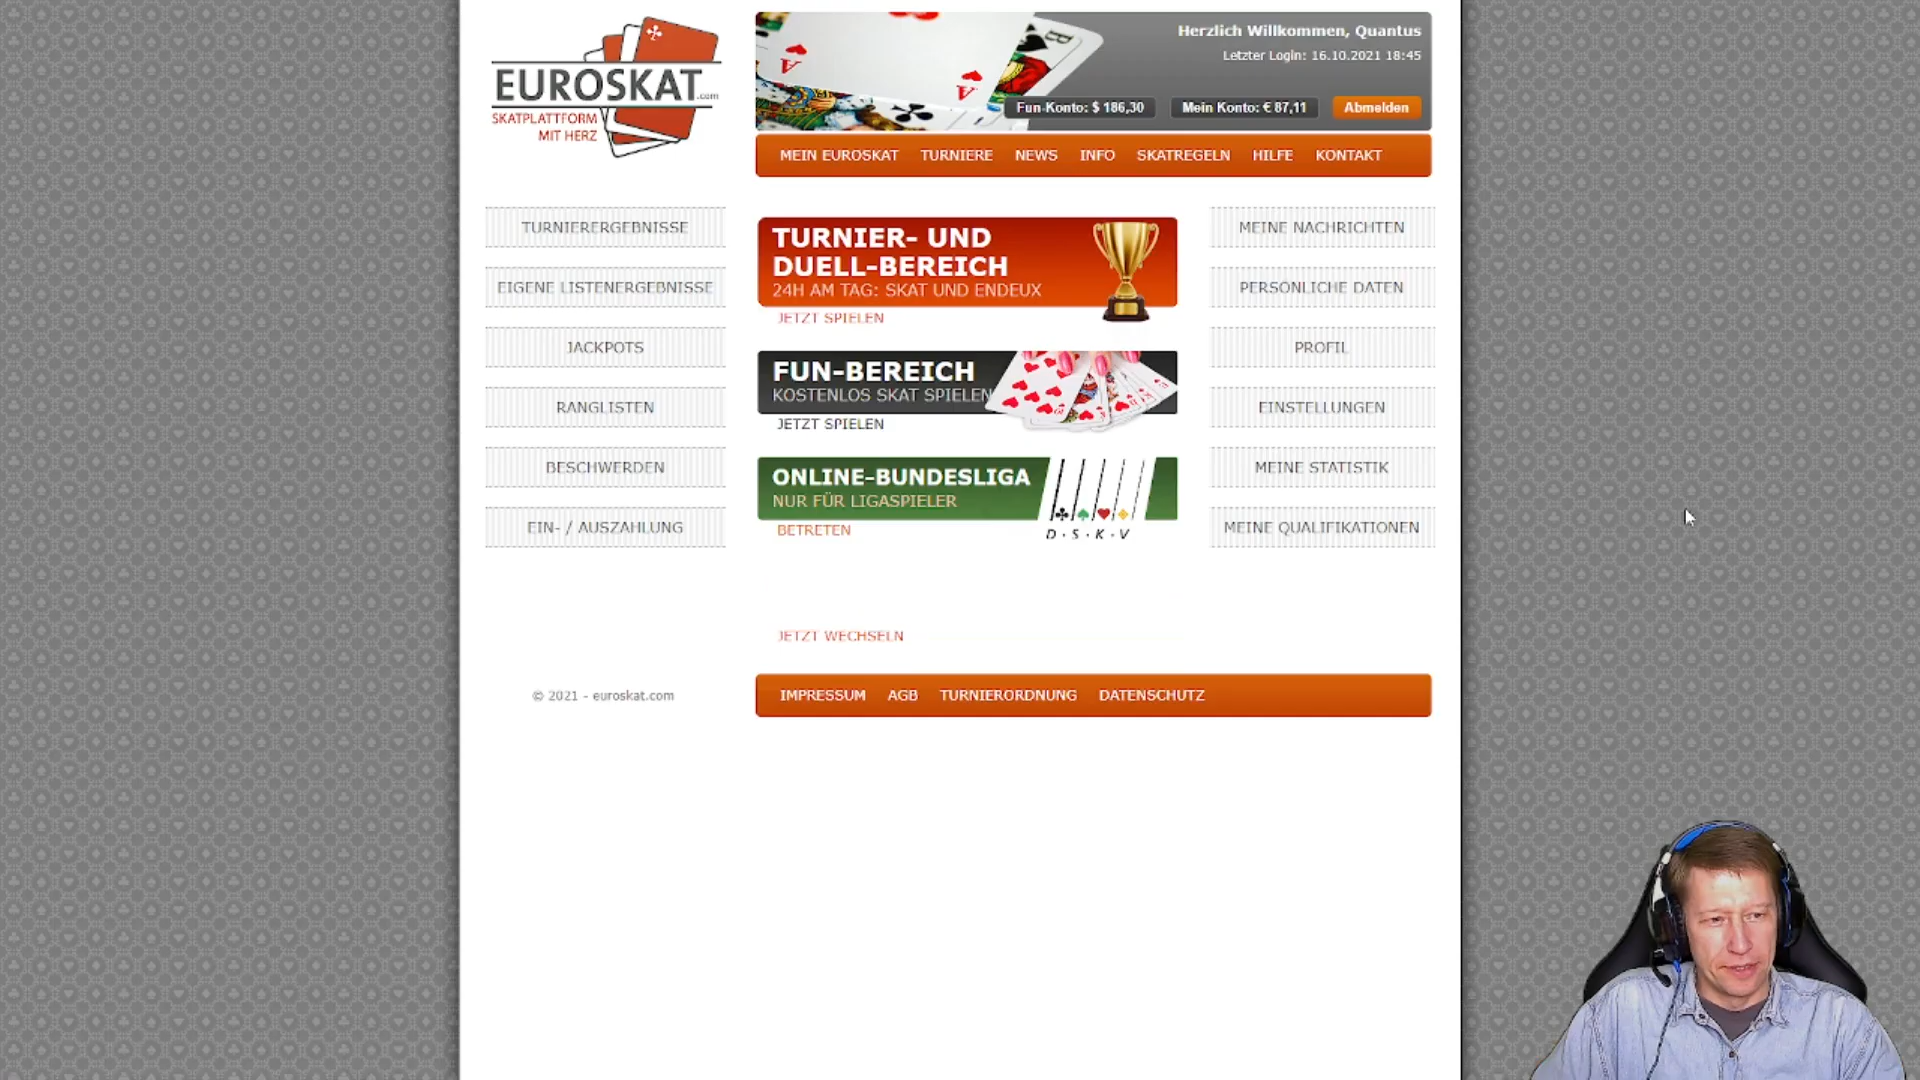 EUROSKAT.com
SKATPLATTFORM
MIT HERZ
Herzlich Willkommen, Quantus
Letzter Login: 16.10.2021 18:45
Fun-Konto: $ 186,30
Mein Konto: € 87,11
Abmelden
MEIN EUROSKAT TURNIERE NEWS INFO SKATREGELN HILFE KONTAKT
TURNIERERGEBNISSE
EIGENE LISTENERGEBNISSE
JACKPOTS
RANGLISTEN
BESCHWERDEN
EIN- / AUSZAHLUNG
TURNIER- UND
DUELL-BEREICH
24H AM TAG: SKAT UND ENDEUX
JETZT SPIELEN
FUN-BEREICH
KOSTENLOS SKAT SPIELEN
JETZT SPIELEN
ONLINE-BUNDESLIGA
NUR FÜR LIGASPIELER
D·S·K·V
BETRETEN
JETZT WECHSELN
MEINE NACHRICHTEN
PERSÖNLICHE DATEN
PROFIL
EINSTELLUNGEN
MEINE STATISTIK
MEINE QUALIFIKATIONEN
© 2021 - euroskat.com
IMPRESSUM AGB TURNIERORDNUNG DATENSCHUTZ